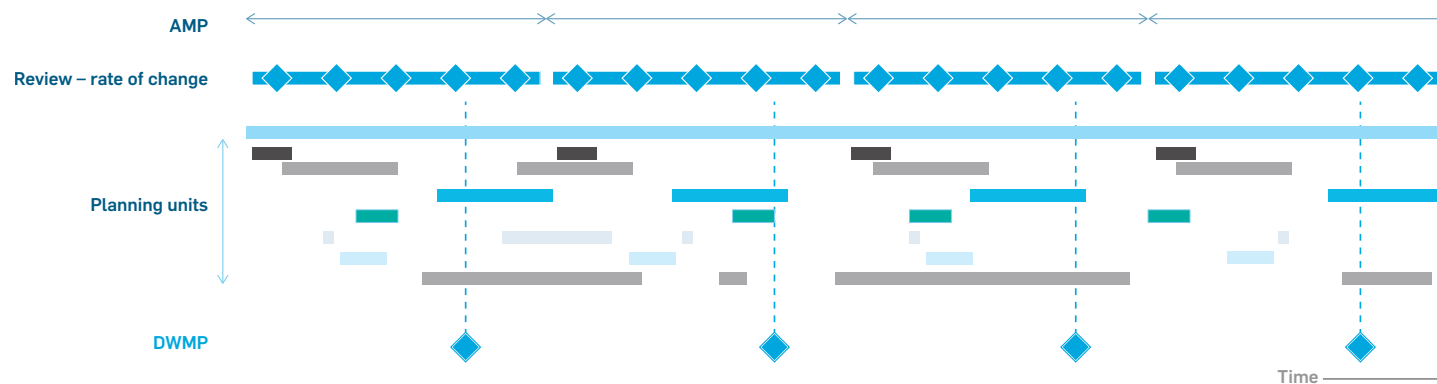 AMP
Review – rate of change
Planning units
DWMP
Time